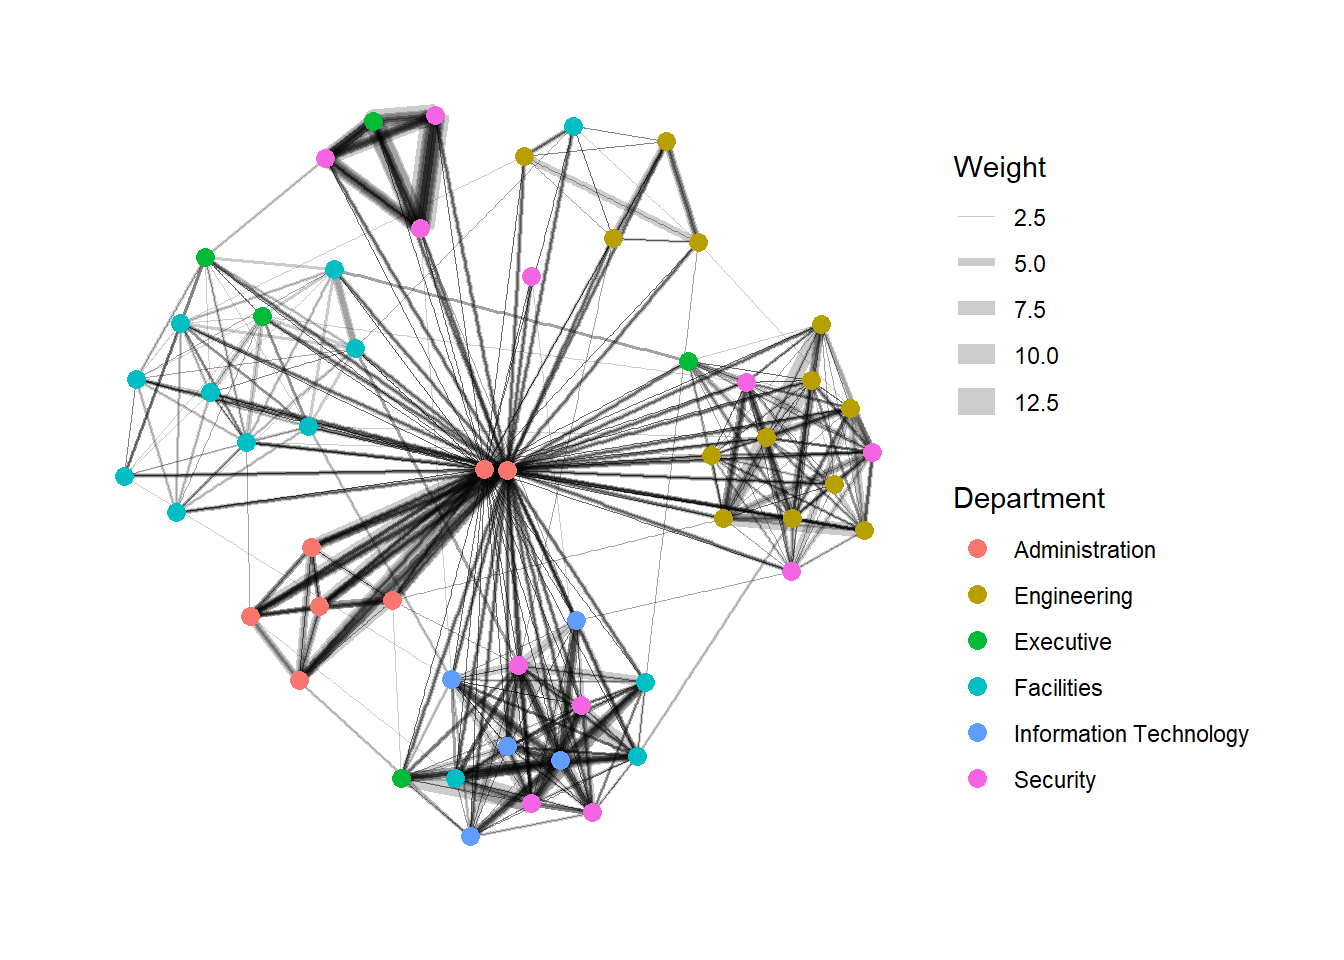 Weight
2.5
5.0
7.5
10.0
12.5
Department
Administration
Engineering
Executive
Facilities
Information Technology
Security